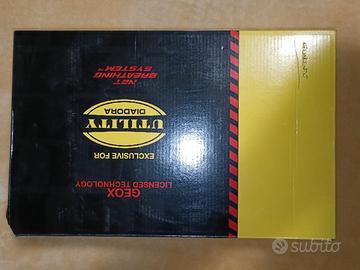 GEOX
LICENSED TECHNOLOGY
EXCLUSIVE FOR
UTILITY
DIADORA
NET
BREATHING
SYSTEM™
subito